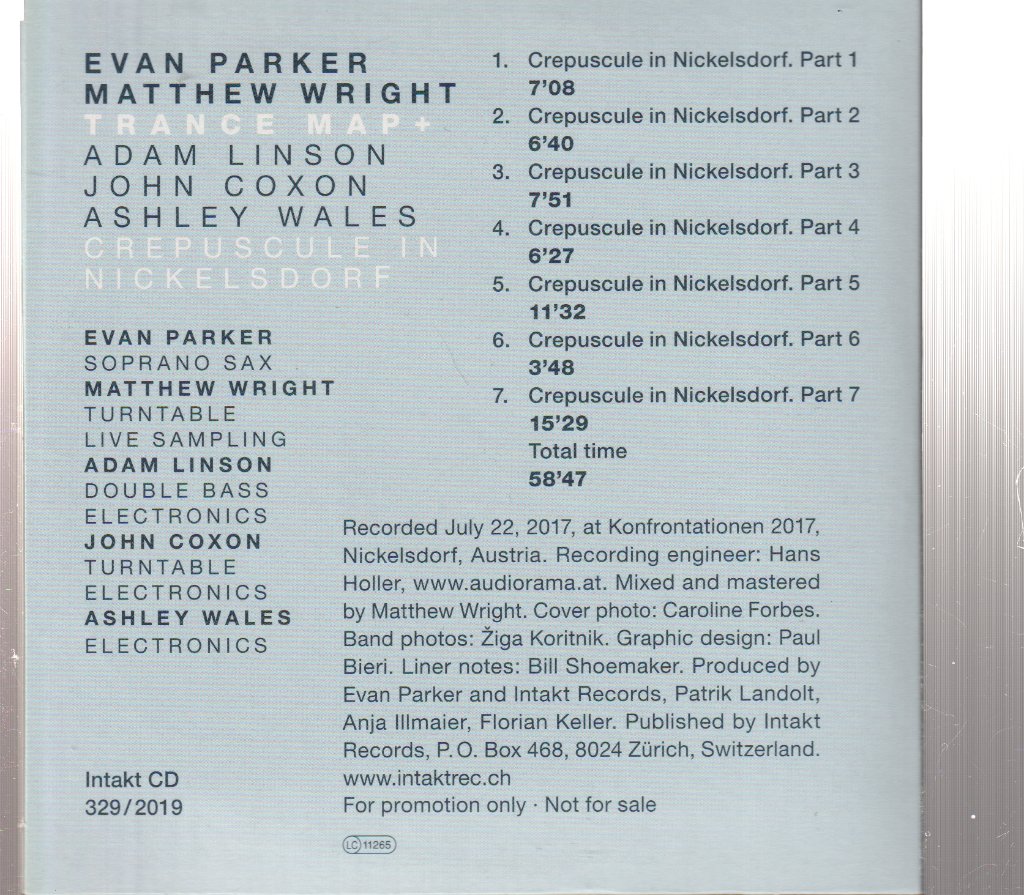 EVAN PARKER
MATTHEW WRIGHT
TRANCE MAP+
ADAM LINSON
JOHN COXON
ASHLEY WALES
CREPUSCULE IN
NICKELSDORF
EVAN PARKER
SOPRANO SAX
MATTHEW WRIGHT
TURNTABLE
LIVE SAMPLING
ADAM LINSON
DOUBLE BASS
ELECTRONICS
JOHN COXON
TURNTABLE
ELECTRONICS
ASHLEY WALES
ELECTRONICS
Intakt CD
329/2019
1. Crepuscule in Nickelsdorf. Part 1
7’08
2. Crepuscule in Nickelsdorf. Part 2
6’40
3. Crepuscule in Nickelsdorf. Part 3
7’51
4. Crepuscule in Nickelsdorf. Part 4
6’27
5. Crepuscule in Nickelsdorf. Part 5
11’32
6. Crepuscule in Nickelsdorf. Part 6
3’48
7. Crepuscule in Nickelsdorf. Part 7
15’29
Total time
58’47
Recorded July 22, 2017, at Konfrontationen 2017,
Nickelsdorf, Austria. Recording engineer: Hans
Holler, www.audiorama.at. Mixed and mastered
by Matthew Wright. Cover photo: Caroline Forbes.
Band photos: Žiga Koritnik. Graphic design: Paul
Bieri. Liner notes: Bill Shoemaker. Produced by
Evan Parker and Intakt Records, Patrik Landolt,
Anja Illmaier, Florian Keller. Published by Intakt
Records, P.O. Box 468, 8024 Zürich, Switzerland.
www.intaktrec.ch
For promotion only · Not for sale
LC 11265